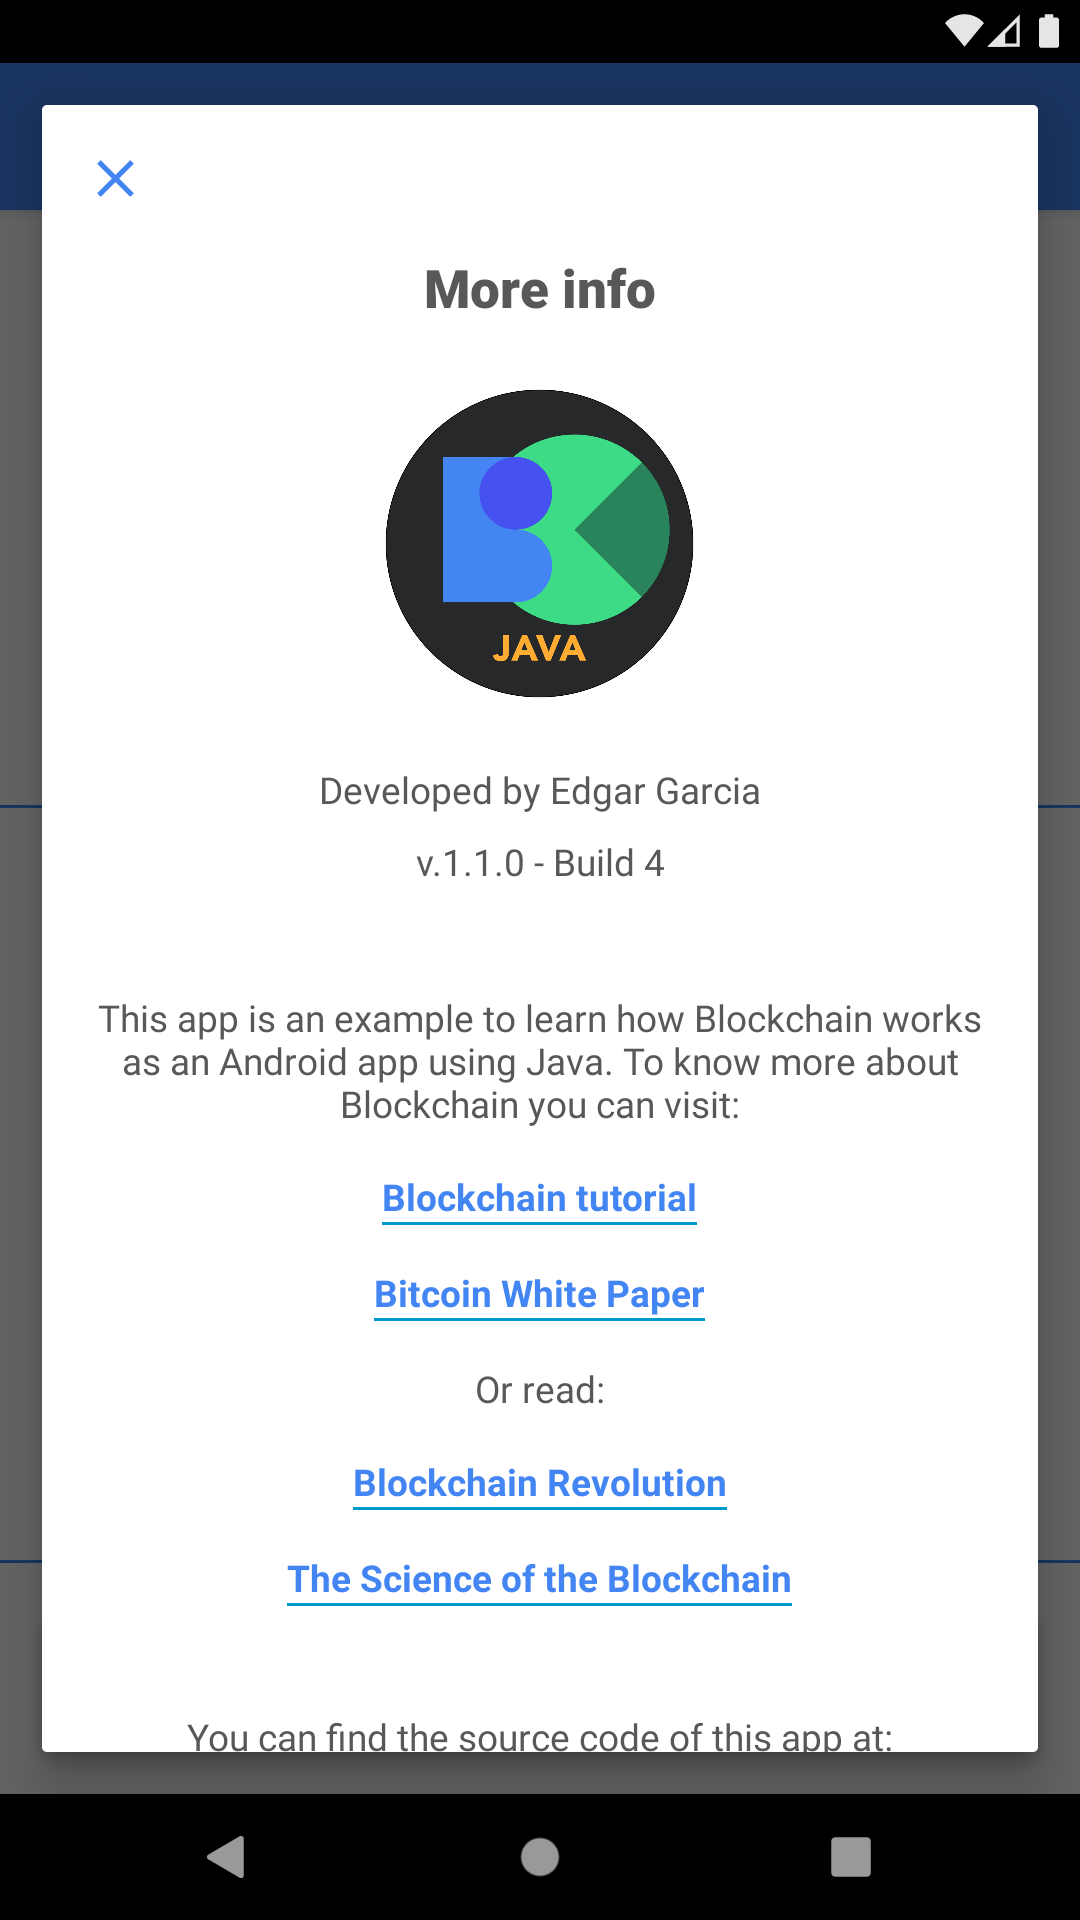 More info
JAVA
Developed by Edgar Garcia
v.1.1.0 - Build 4
This app is an example to learn how Blockchain works
as an Android app using Java. To know more about
Blockchain you can visit:
Blockchain tutorial
Bitcoin White Paper
Or read:
Blockchain Revolution
The Science of the Blockchain
You can find the source code of this app at: